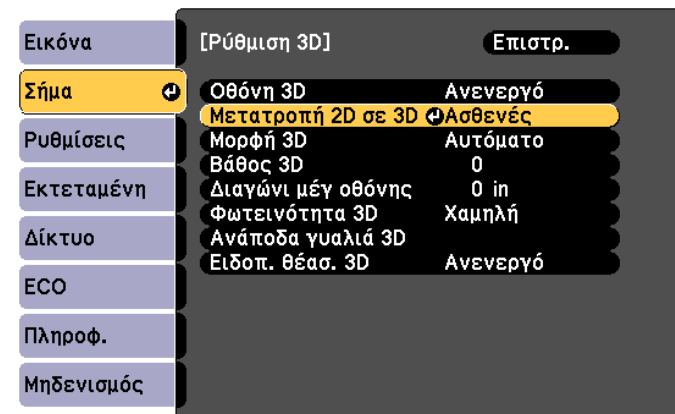 Εικόνα
Σήμα
Ρυθμίσεις
Εκτεταμένη
Δίκτυο
ECO
Πληροφ.
Μηδενισμός
[Ρύθμιση 3D] Επιστρ.
Οθόνη 3D Ανενεργό
Μετατροπή 2D σε 3D Ασθενές
Μορφή 3D Αυτόματο
Βάθος 3D 0
Διαγώνι μέγ οθόνης 0 in
Φωτεινότητα 3D Χαμηλή
Ανάποδα γυαλιά 3D
Ειδοπ. θέασ. 3D Ανενεργό